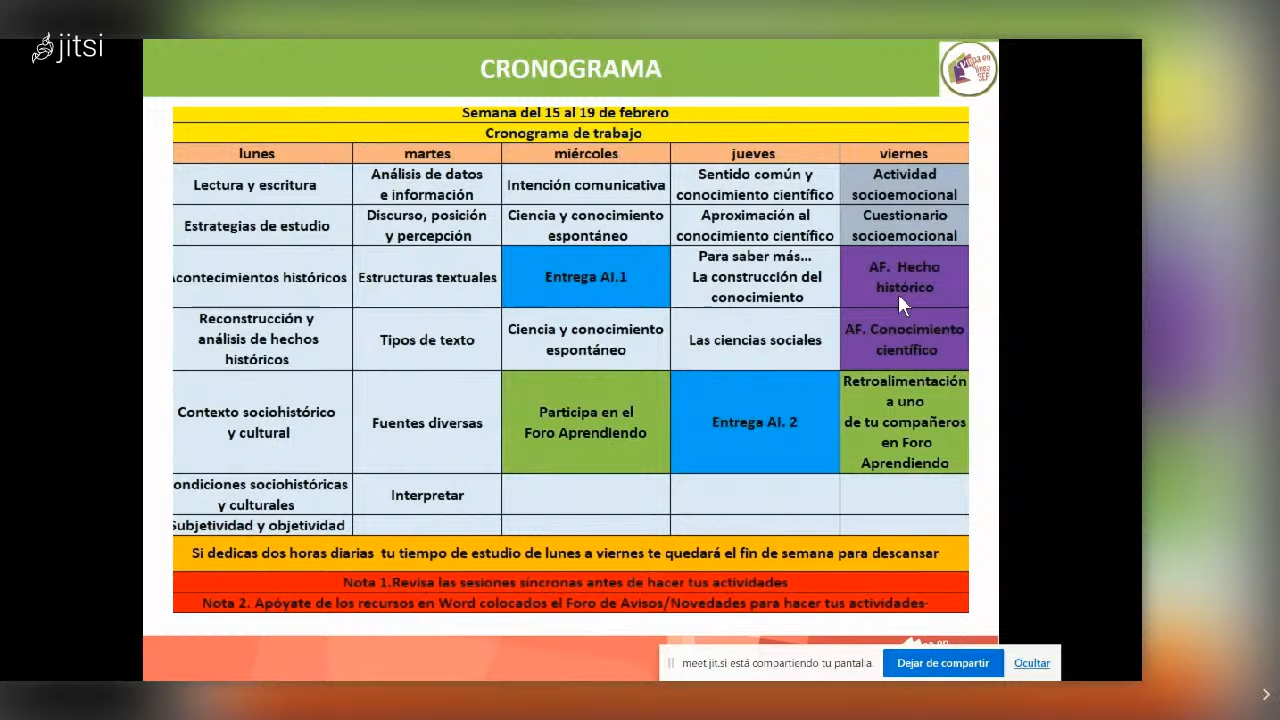 jitsi
CRONOGRAMA
en
línea
SEP
Semana del 15 al 19 de febrero
Cronograma de trabajo
lunes martes miércoles jueves viernes
Lectura y escritura
Análisis de datos
e información
Intención comunicativa
Sentido común y
conocimiento científico
Actividad
socioemocional
Estrategias de estudio
Discurso, posición
y percepción
Ciencia y conocimiento
espontáneo
Aproximación al
conocimiento científico
Cuestionario
socioemocional
Acontecimientos históricos
Estructuras textuales
Entrega AI.1
Para saber más...
La construcción del
conocimiento
AF. Hecho
histórico
Reconstrucción y
análisis de hechos
históricos
Tipos de texto
Ciencia y conocimiento
espontáneo
Las ciencias sociales
AF. Conocimiento
científico
Contexto sociohistórico
y cultural
Fuentes diversas
Participa en el
Foro Aprendiendo
Entrega AI. 2
Retroalimentación
a uno
de tu compañeros
en Foro
Aprendiendo
ondiciones sociohistóricas
y culturales
Interpretar
Subjetividad y objetividad
Si dedicas dos horas diarias tu tiempo de estudio de lunes a viernes te quedará el fin de semana para descansar
Nota 1.Revisa las sesiones síncronas antes de hacer tus actividades
Nota 2. Apóyate de los recursos en Word colocados el Foro de Avisos/Novedades para hacer tus actividades-
meet.jit.si está compartiendo tu pantalla.
Dejar de compartir
Ocultar